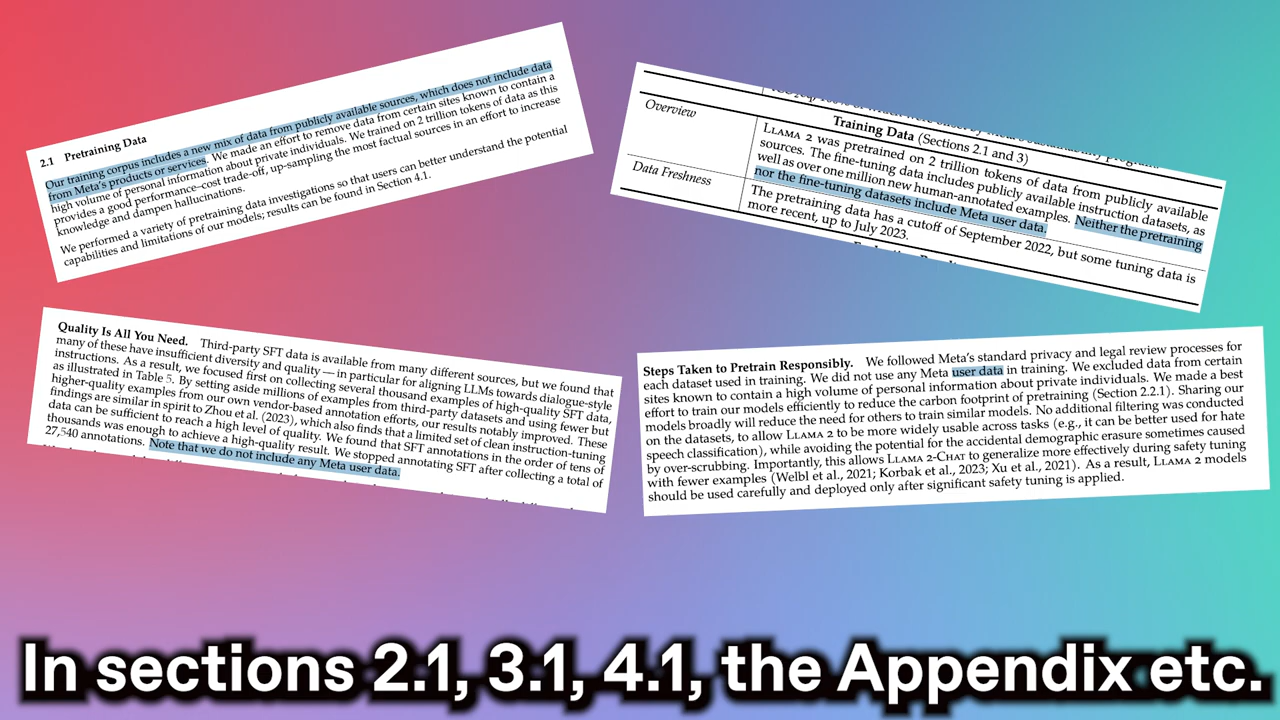 2.1 Pretraining Data
Our training corpus includes a new mix of data from publicly available sources, which does not include data
from Meta's products or services. We made an effort to remove data from certain sites known to contain a
high volume of personal information about private individuals. We trained on 2 trillion tokens of data as this
provides a good performance–cost trade-off, up-sampling the most factual sources in an effort to increase
knowledge and dampen hallucinations.
We performed a variety of pretraining data investigations so that users can better understand the potential
capabilities and limitations of our models; results can be found in Section 4.1.
Training Data (Sections 2.1 and 3)
Overview
LLAMA 2 was pretrained on 2 trillion tokens of data from publicly available
sources. The fine-tuning data includes publicly available instruction datasets, as
well as over one million new human-annotated examples. Neither the pretraining
nor the fine-tuning datasets include Meta user data.
Data Freshness
The pretraining data has a cutoff of September 2022, but some tuning data is
more recent, up to July 2023.
Quality Is All You Need. Third-party SFT data is available from many different sources, but we found that
many of these have insufficient diversity and quality — in particular for aligning LLMs towards dialogue-style
instructions. As a result, we focused first on collecting several thousand examples of high-quality SFT data,
as illustrated in Table 5. By setting aside millions of examples from third-party datasets and using fewer but
higher-quality examples from our own vendor-based annotation efforts, our results notably improved. These
findings are similar in spirit to Zhou et al. (2023), which also finds that a limited set of clean instruction-tuning
data can be sufficient to reach a high level of quality. We found that SFT annotations in the order of tens of
thousands was enough to achieve a high-quality result. We stopped annotating SFT after collecting a total of
27,540 annotations. Note that we do not include any Meta user data.
Steps Taken to Pretrain Responsibly. We followed Meta's standard privacy and legal review processes for
each dataset used in training. We did not use any Meta user data in training. We excluded data from certain
sites known to contain a high volume of personal information about private individuals. We made a best
effort to train our models efficiently to reduce the carbon footprint of pretraining (Section 2.2.1). Sharing our
models broadly will reduce the need for others to train similar models. No additional filtering was conducted
on the datasets, to allow LLAMA 2 to be more widely usable across tasks (e.g., it can be better used for hate
speech classification), while avoiding the potential for the accidental demographic erasure sometimes caused
by over-scrubbing. Importantly, this allows LLAMA 2-CHAT to generalize more effectively during safety tuning
with fewer examples (Welbl et al., 2021; Korbak et al., 2023; Xu et al., 2021). As a result, LLAMA 2 models
should be used carefully and deployed only after significant safety tuning is applied.
In sections 2.1, 3.1, 4.1, the Appendix etc.